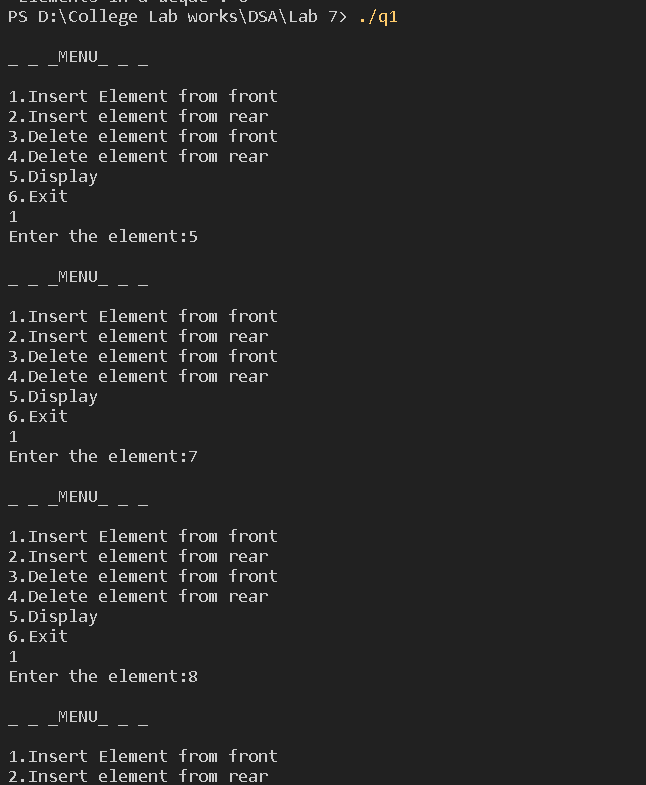 Elements in a deque : 6
PS D:\College Lab works\DSA\Lab 7> ./q1
_ _ _MENU_ _ _
1.Insert Element from front
2.Insert element from rear
3.Delete element from front
4.Delete element from rear
5.Display
6.Exit
1
Enter the element:5
_ _ _MENU_ _ _
1.Insert Element from front
2.Insert element from rear
3.Delete element from front
4.Delete element from rear
5.Display
6.Exit
1
Enter the element:7
_ _ _MENU_ _ _
1.Insert Element from front
2.Insert element from rear
3.Delete element from front
4.Delete element from rear
5.Display
6.Exit
1
Enter the element:8
_ _ _MENU_ _ _
1.Insert Element from front
2.Insert element from rear